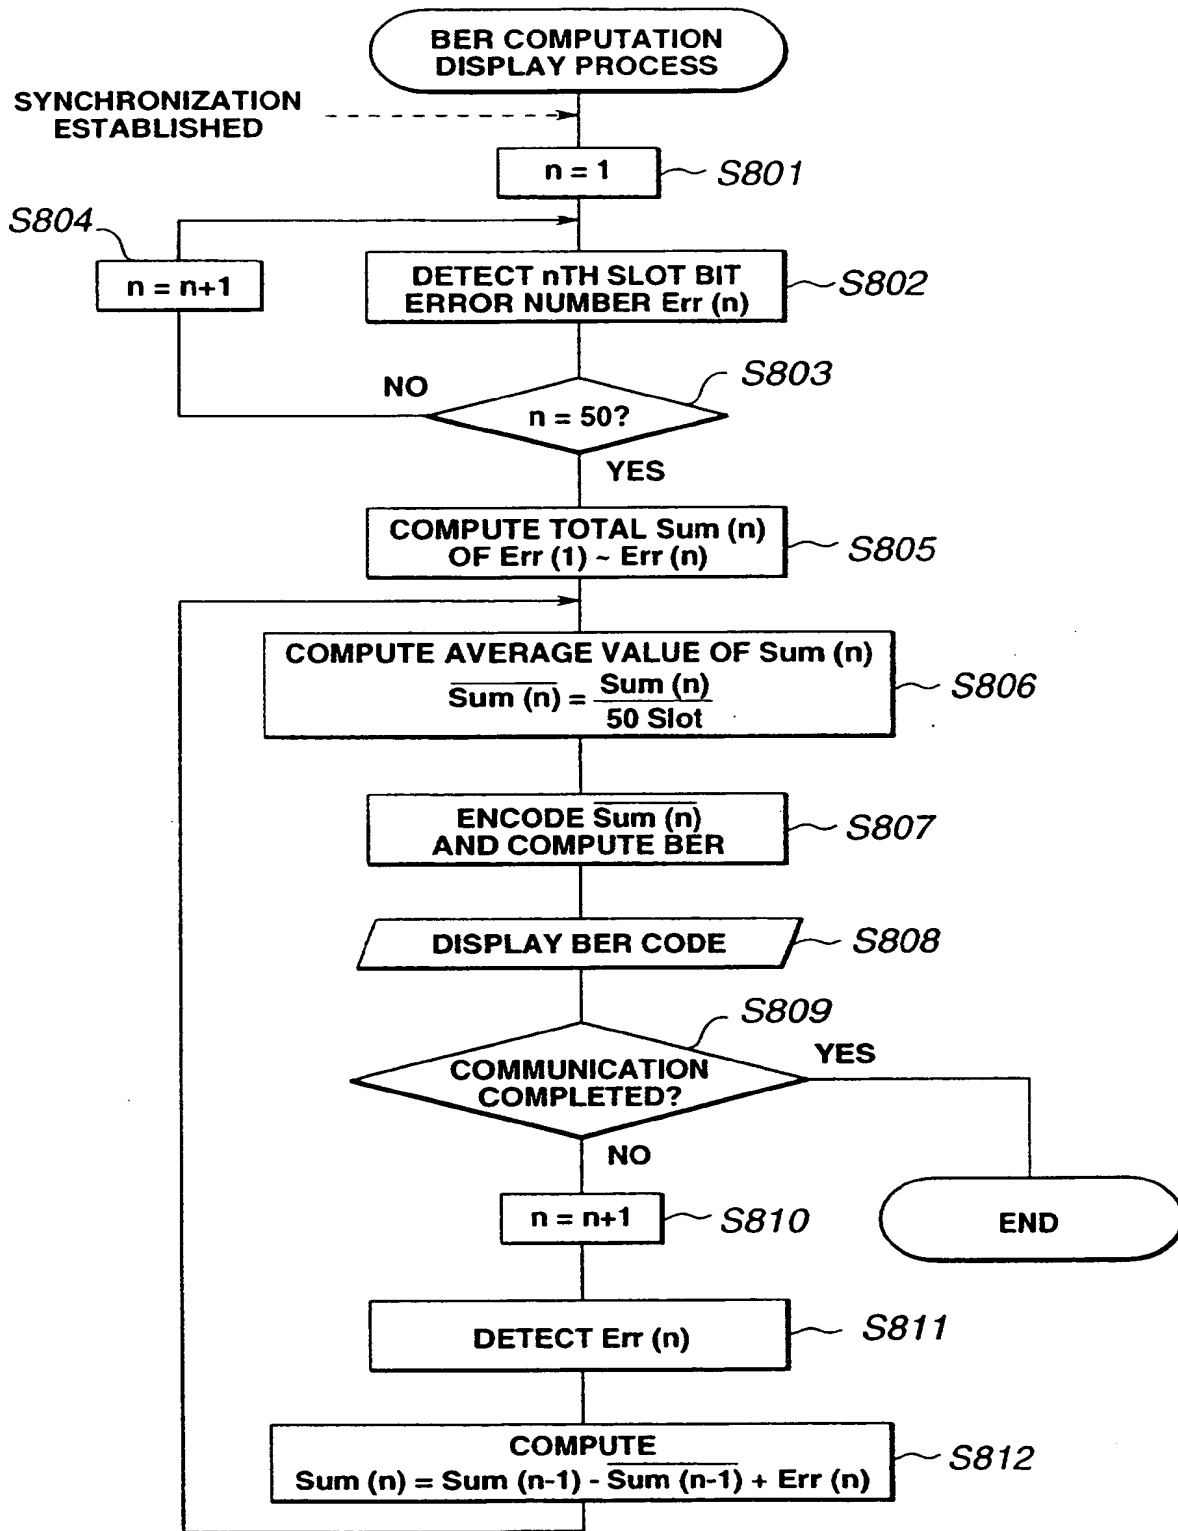 BER COMPUTATION
DISPLAY PROCESS
SYNCHRONIZATION
ESTABLISHED
n = 1
S801
S804
n = n+1
DETECT nTH SLOT BIT
ERROR NUMBER Err (n)
S802
S803
NO
n = 50?
YES
COMPUTE TOTAL Sum (n)
OF Err (1) ~ Err (n)
S805
COMPUTE AVERAGE VALUE OF Sum (n)
S̅u̅m̅ ̅(̅n̅)̅ = Sum (n)
50 Slot
S806
ENCODE S̅u̅m̅ ̅(̅n̅)̅
AND COMPUTE BER
S807
DISPLAY BER CODE
S808
S809
YES
COMMUNICATION
COMPLETED?
NO
n = n+1
S810
END
DETECT Err (n)
S811
COMPUTE
Sum (n) = Sum (n-1) - S̅u̅m̅ ̅(̅n̅-̅1̅)̅ + Err (n)
S812